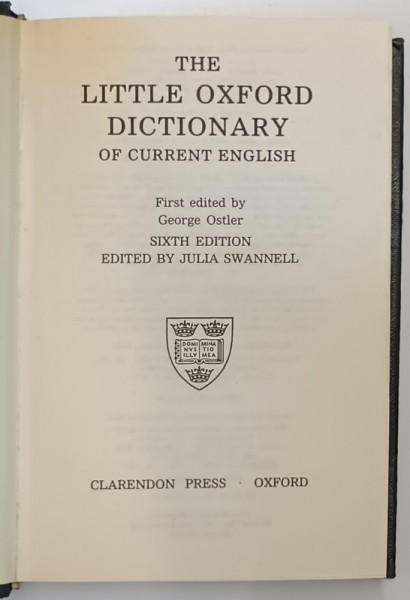 THE
LITTLE OXFORD
DICTIONARY
OF CURRENT ENGLISH
First edited by
George Ostler
SIXTH EDITION
EDITED BY JULIA SWANNELL
DOMI MINA
NVS TIO
ILLV MEA
CLARENDON PRESS · OXFORD